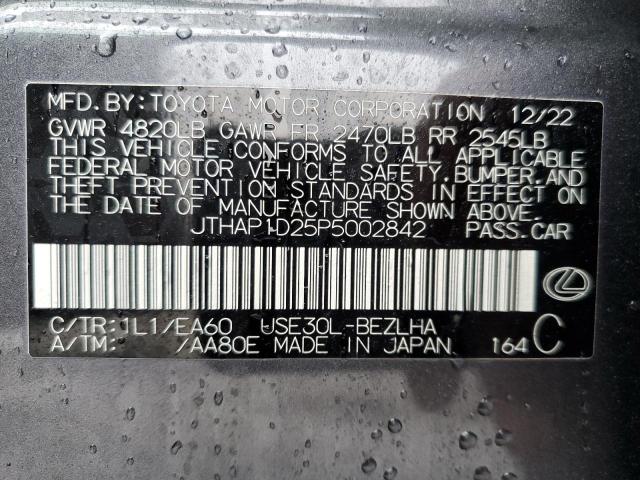 MFD. BY: TOYOTA MOTOR CORPORATION 12/22
GVWR 4820LB GAWR FR 2470LB RR 2545LB
THIS VEHICLE CONFORMS TO ALL APPLICABLE
FEDERAL MOTOR VEHICLE SAFETY, BUMPER, AND
THEFT PREVENTION STANDARDS IN EFFECT ON
THE DATE OF MANUFACTURE SHOWN ABOVE.
JTHAP1D25P5002842 PASS.CAR
C/TR: 1L1/EA60 USE30L-BEZLHA
A/TM: /AA80E MADE IN JAPAN 164 C